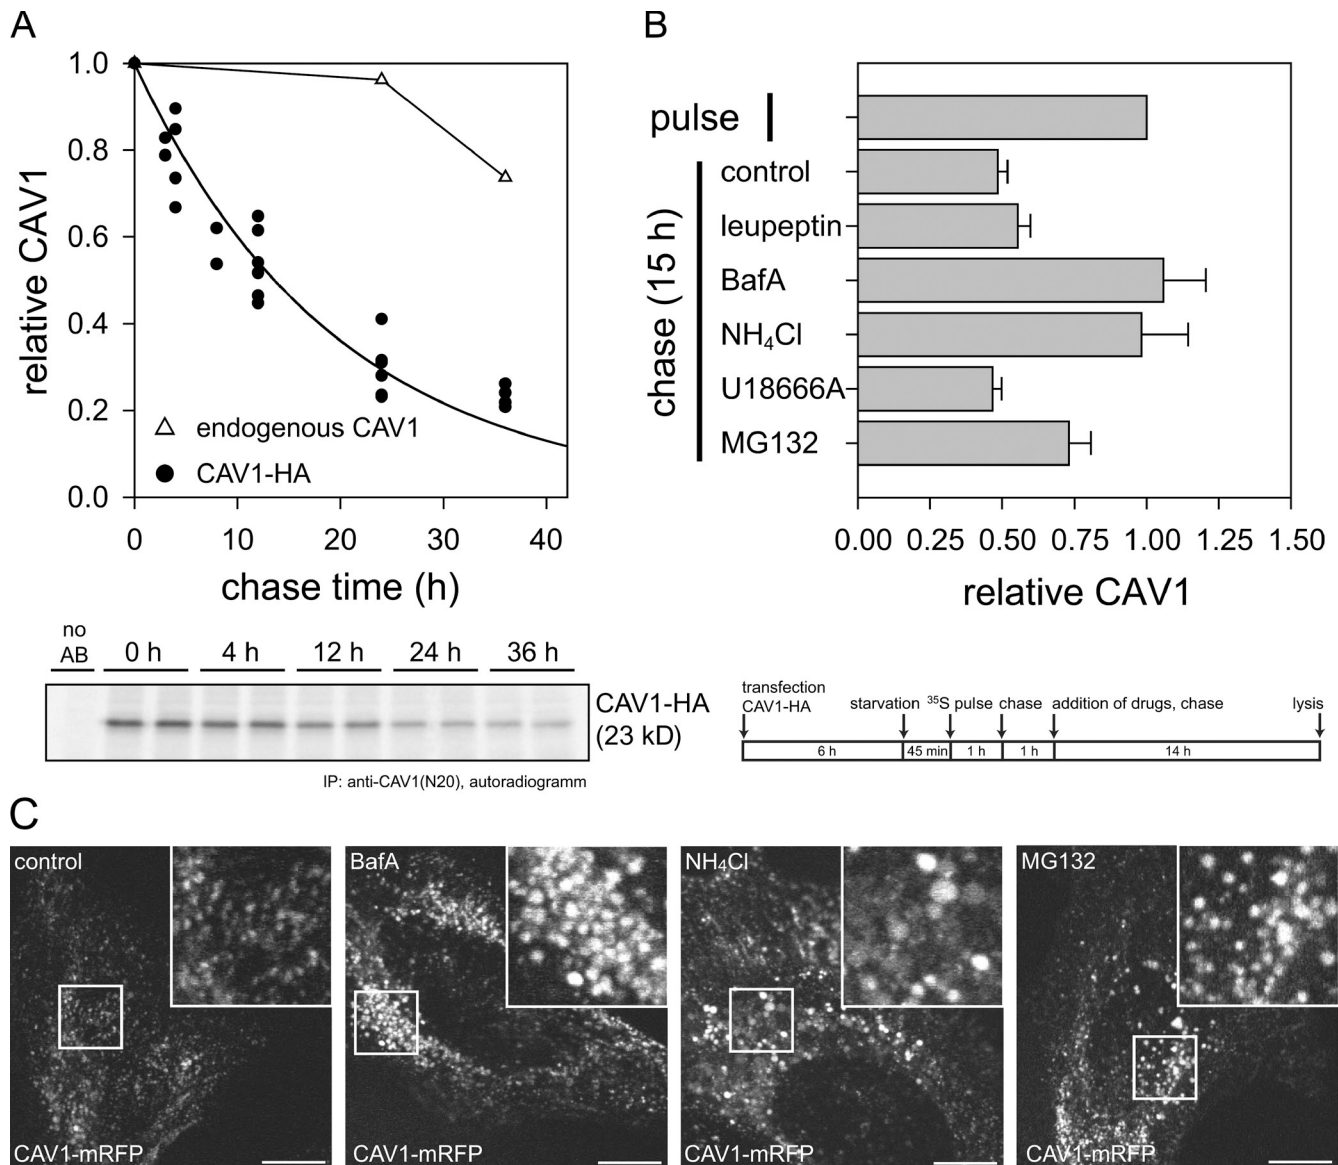 A
1.0
0.8
0.6
0.4
0.2
0.0
relative CAV1
endogenous CAV1
CAV1-HA
0 10 20 30 40
chase time (h)
no
AB
0 h 4 h 12 h 24 h 36 h
CAV1-HA
(23 kD)
IP: anti-CAV1(N20), autoradiogramm
B
pulse
chase (15 h)
control
leupeptin
BafA
NH₄Cl
U18666A
MG132
0.00 0.25 0.50 0.75 1.00 1.25 1.50
relative CAV1
transfection
CAV1-HA
starvation ³⁵S pulse chase addition of drugs, chase lysis
6 h 45 min 1 h 1 h 14 h
C
control
CAV1-mRFP
BafA
CAV1-mRFP
NH₄Cl
CAV1-mRFP
MG132
CAV1-mRFP